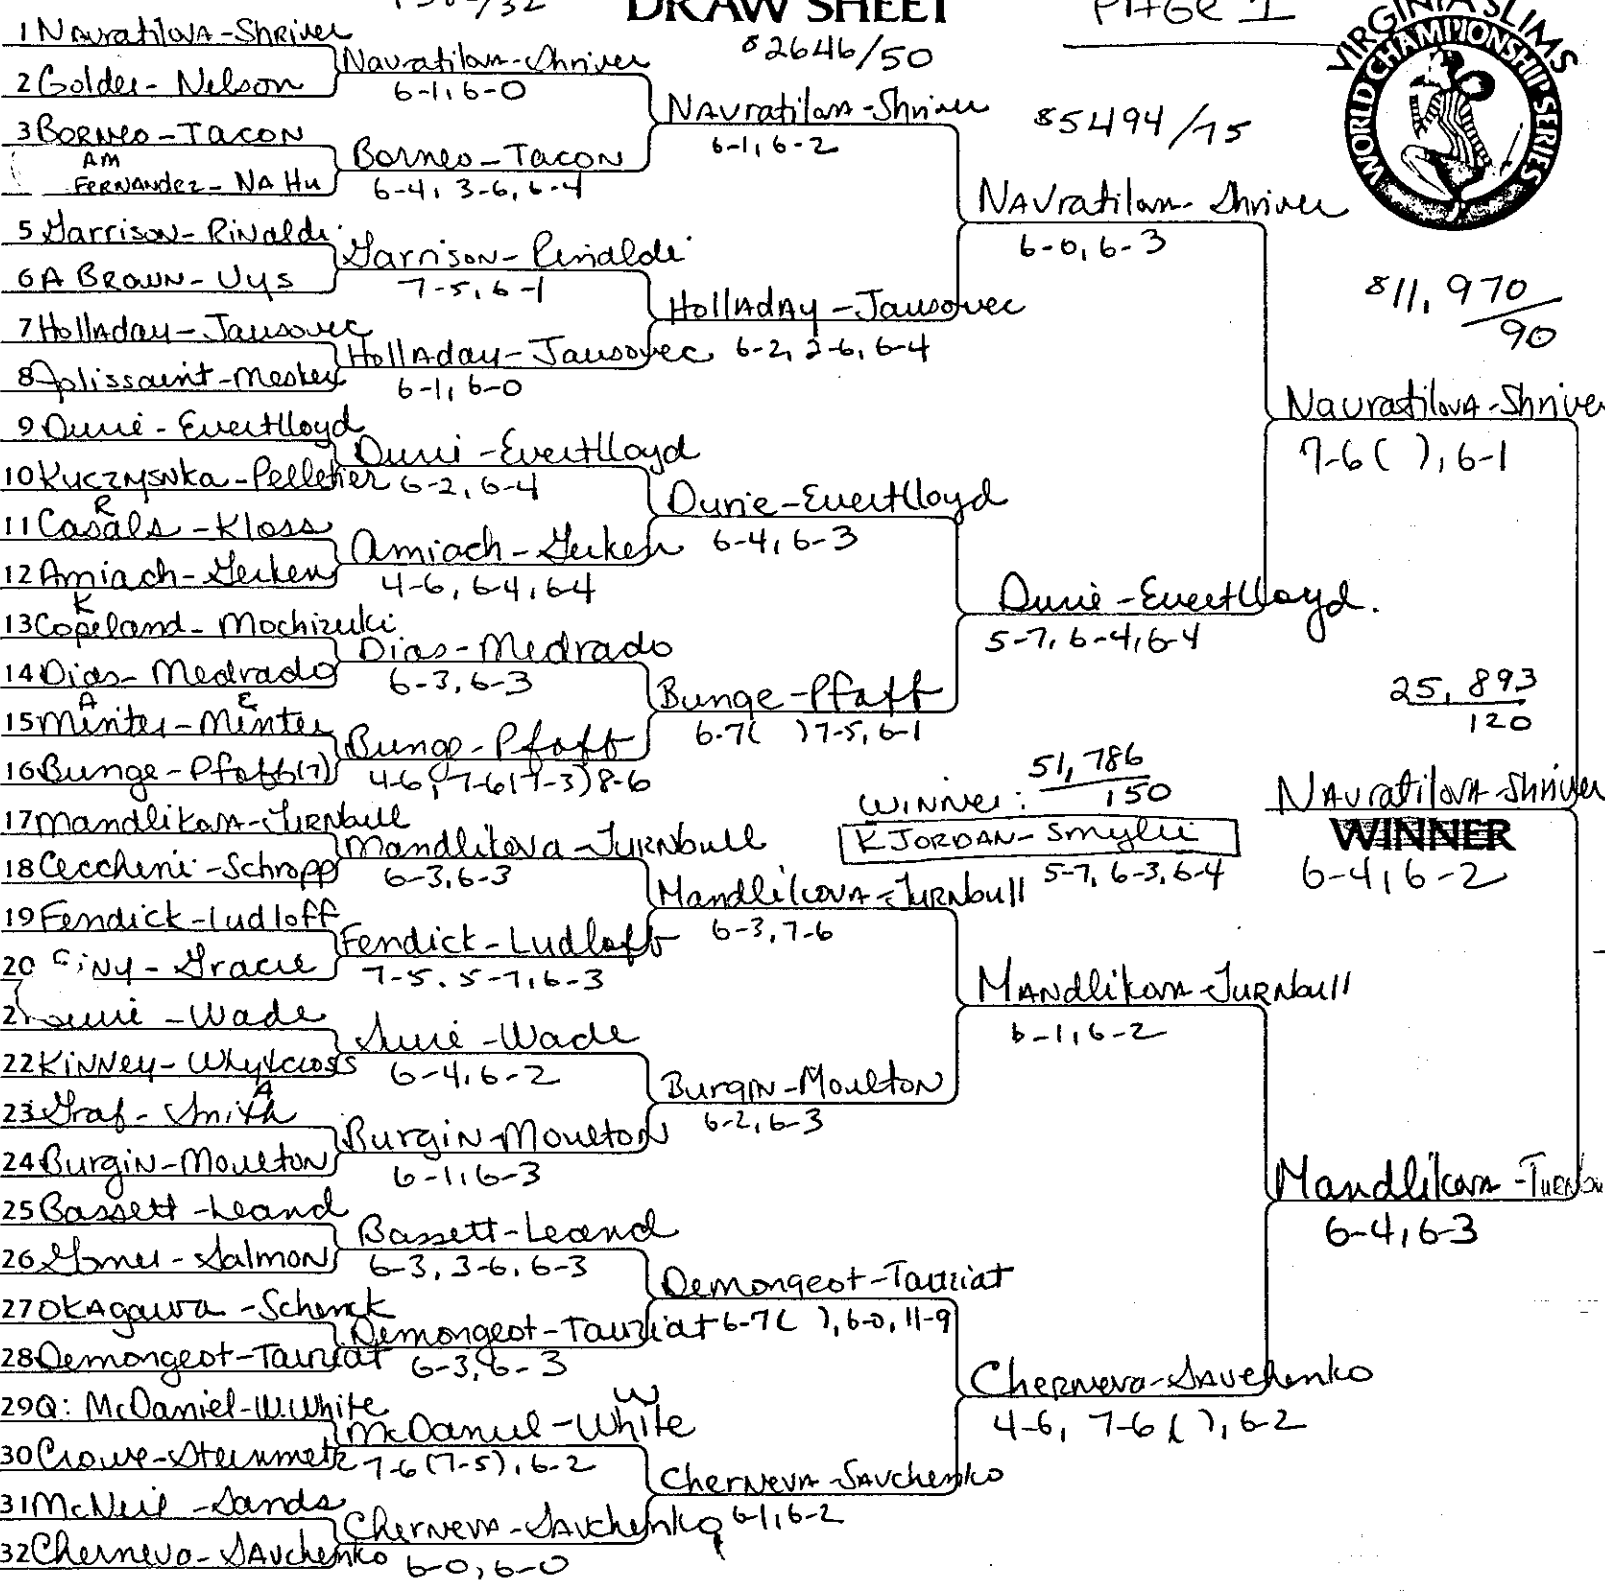 DRAW SHEET
PAGE 1
VIRGINIA SLIMS
WORLD CHAMPIONSHIP SERIES
$2646/50
$5494/75
$11,970
90
25,893
120
51,786
150
1 Navratilova-Shriver
2 Golder- Nelson
3 Borneo-Tacon
AM
Fernandez- Na Hu
5 Garrison-Rinaldi
6 A Brown- Uys
7 Holladay-Jausovec
8 Jolissaint-Mesker
9 Durie - Evertlloyd
10 Kuczmsnka-Pelletier
R
11 Casals -Kloss
12 Amiach-Gerken
K
13 Copeland- Mochizuki
14 Dias- Medrado
A E
15 Minter-Minter
16 Bunge-Pfaff(7)
17 Mandlikova-Turnbull
18 Cecchini-Schropp
19 Fendick-Ludloff
20 Giny-Gracie
2 -Wade
22 Kinney-Whytcross
A
23 Graf- Smith
24 Burgin-Moulton
25 Bassett-Leand
26 Gomer-Salmon
27 Okagawa -Schenck
28 Demongeot-Tauziat
29 Q: McDaniel-W.White
30 Crowe-Steinmetz
31 McNeil -Sands
32 Cherneva-Savchenko
Navratilova-Shriver
6-1, 6-0
Borneo-Tacon
6-4, 3-6, 6-4
Garrison- Rinaldi
7-5, 6-1
Holladay-Jausovec
6-1, 6-0
Durie -Evertlloyd
6-2, 6-4
Amiach-Gerken
4-6, 6-4, 6-4
Dias-Medrado
6-3, 6-3
Bunge-Pfaff
4-6, 7-6(7-3) 8-6
Mandlikova-Turnbull
6-3, 6-3
Fendick-Ludloff
7-5. 5-7, 6-3
-Wade
6-4, 6-2
Burgin-Moulton
6-1, 6-3
Bassett-Leand
6-3, 3-6, 6-3
Demongeot-Tauziat
6-3, 6-3
W
McDaniel-White
7-6 (7-5), 6-2
Cherneva-Savchenko
6-0, 6-0
Navratilova-Shriver
6-1, 6-2
Holladay-Jausovec
6-2, 2-6, 6-4
Durie-Evertlloyd
6-4, 6-3
Bunge-Pfaff
6-7( ) 7-5, 6-1
Mandlikova-Turnbull
6-3, 7-6
Burgin-Moulton
6-2, 6-3
Demongeot-Tauziat
6-7( ), 6-0, 11-9
Cherneva-Savchenko
6-1, 6-2
Navratilova-Shriver
6-0, 6-3
Durie-Evertlloyd.
5-7, 6-4, 6-4
Winner:
K Jordan- Smylie
5-7, 6-3, 6-4
Mandlikova-Turnbull
6-1, 6-2
Cherneva-Savchenko
4-6, 7-6 ( ), 6-2
Navratilova-Shriver
7-6 ( ), 6-1
Mandlikova-Turnbull
6-4, 6-3
Navratilova-Shriver
WINNER
6-4, 6-2